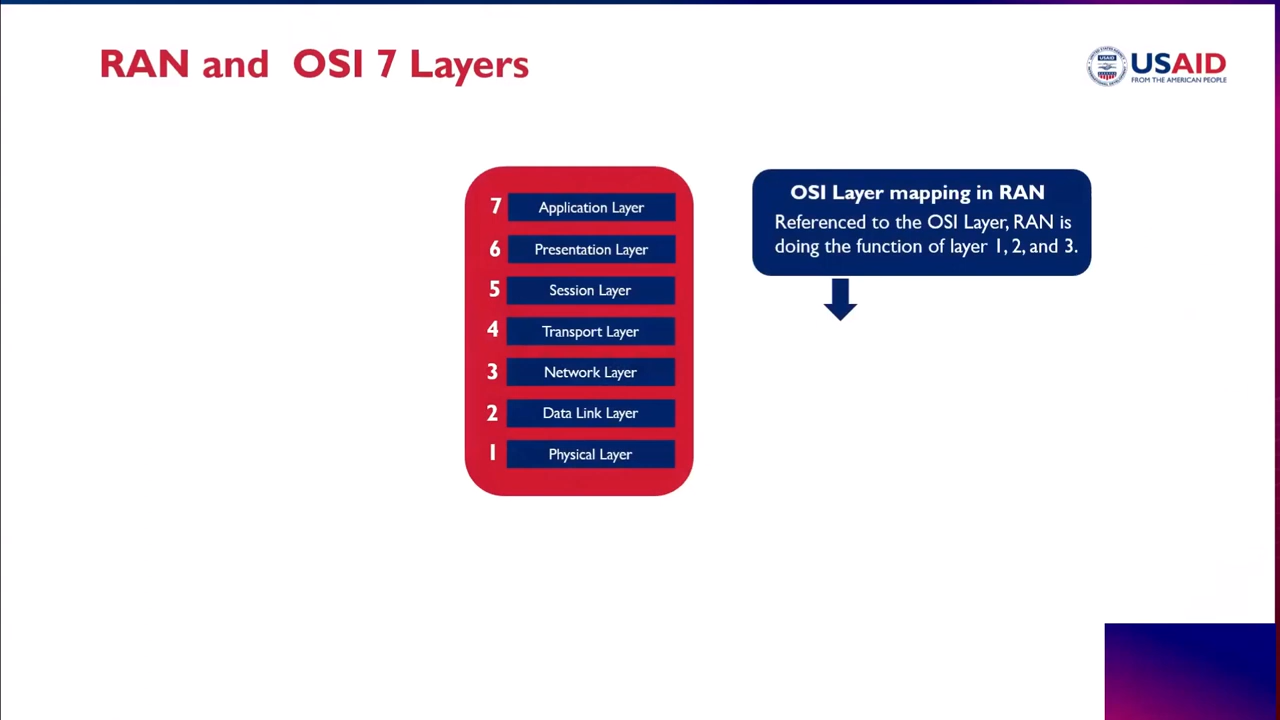 RAN and OSI 7 Layers
USAID
USAID
FROM THE AMERICAN PEOPLE
7 Application Layer
6 Presentation Layer
5 Session Layer
4 Transport Layer
3 Network Layer
2 Data Link Layer
1 Physical Layer
OSI Layer mapping in RAN
Referenced to the OSI Layer, RAN is
doing the function of layer 1, 2, and 3.